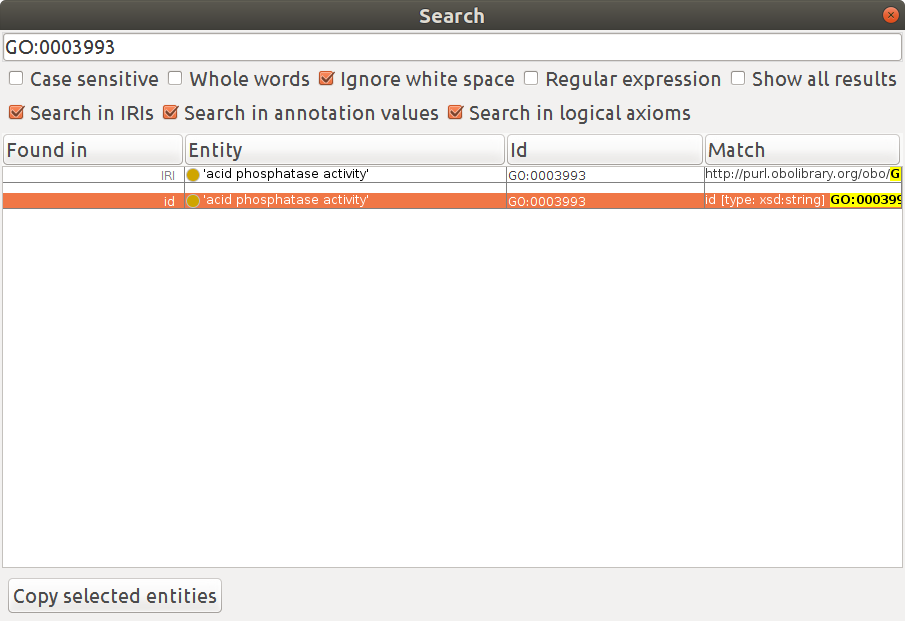 Search
GO:0003993
Case sensitive Whole words Ignore white space Regular expression Show all results
Search in IRIs Search in annotation values Search in logical axioms
Found in Entity Id Match
IRI 'acid phosphatase activity' GO:0003993 http://purl.obolibrary.org/obo/G
id 'acid phosphatase activity' GO:0003993 id [type: xsd:string] GO:000399
Copy selected entities